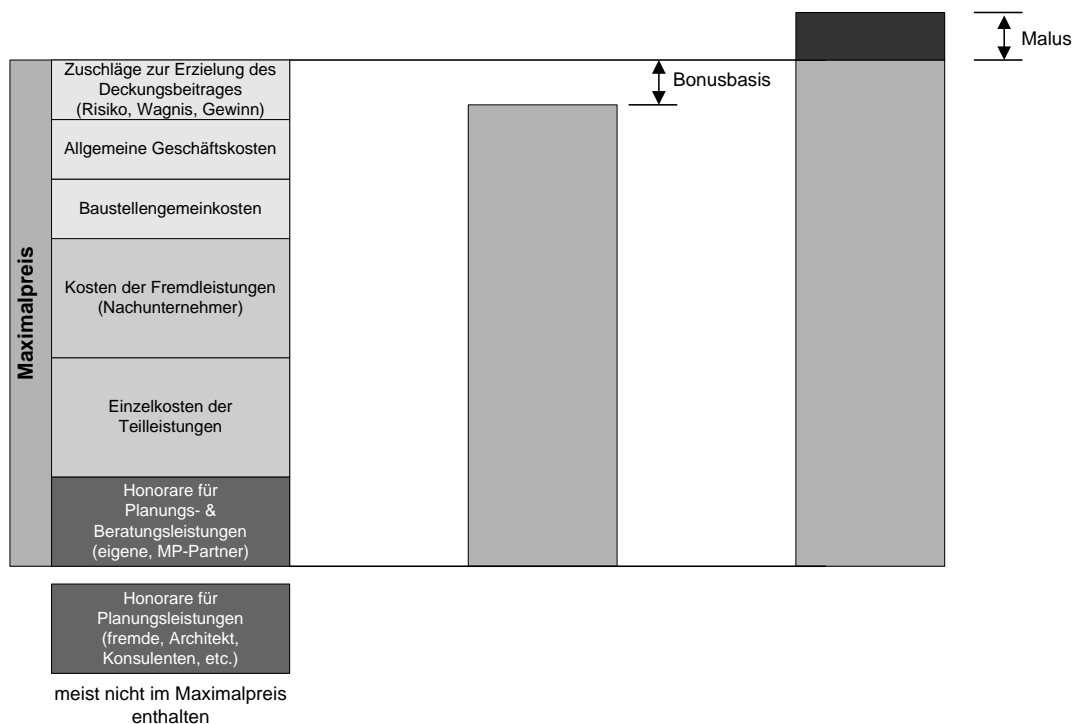 Malus
Bonusbasis
Maximalpreis
Zuschläge zur Erzielung des
Deckungsbeitrages
(Risiko, Wagnis, Gewinn)
Allgemeine Geschäftskosten
Baustellengemeinkosten
Kosten der Fremdleistungen
(Nachunternehmer)
Einzelkosten der
Teilleistungen
Honorare für
Planungs- &
Beratungsleistungen
(eigene, MP-Partner)
Honorare für
Planungsleistungen
(fremde, Architekt,
Konsulenten, etc.)
meist nicht im Maximalpreis
enthalten